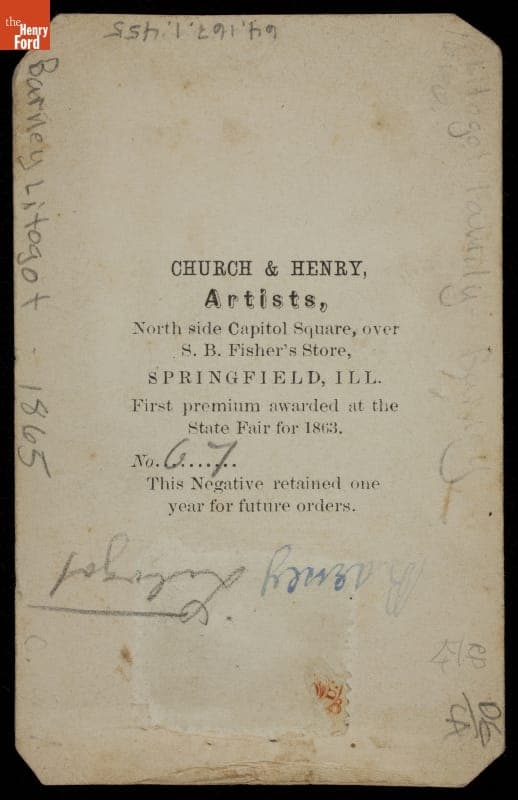 the
Henry
Ford
64.167.1.455
Barney Litogot - 1865
CHURCH & HENRY,
Artists,
North side Capitol Square, over
S. B. Fisher's Store,
SPRINGFIELD, ILL.
First premium awarded at the
State Fair for 1863.
No. 67
This Negative retained one
year for future orders.
Barney Litogot
C.